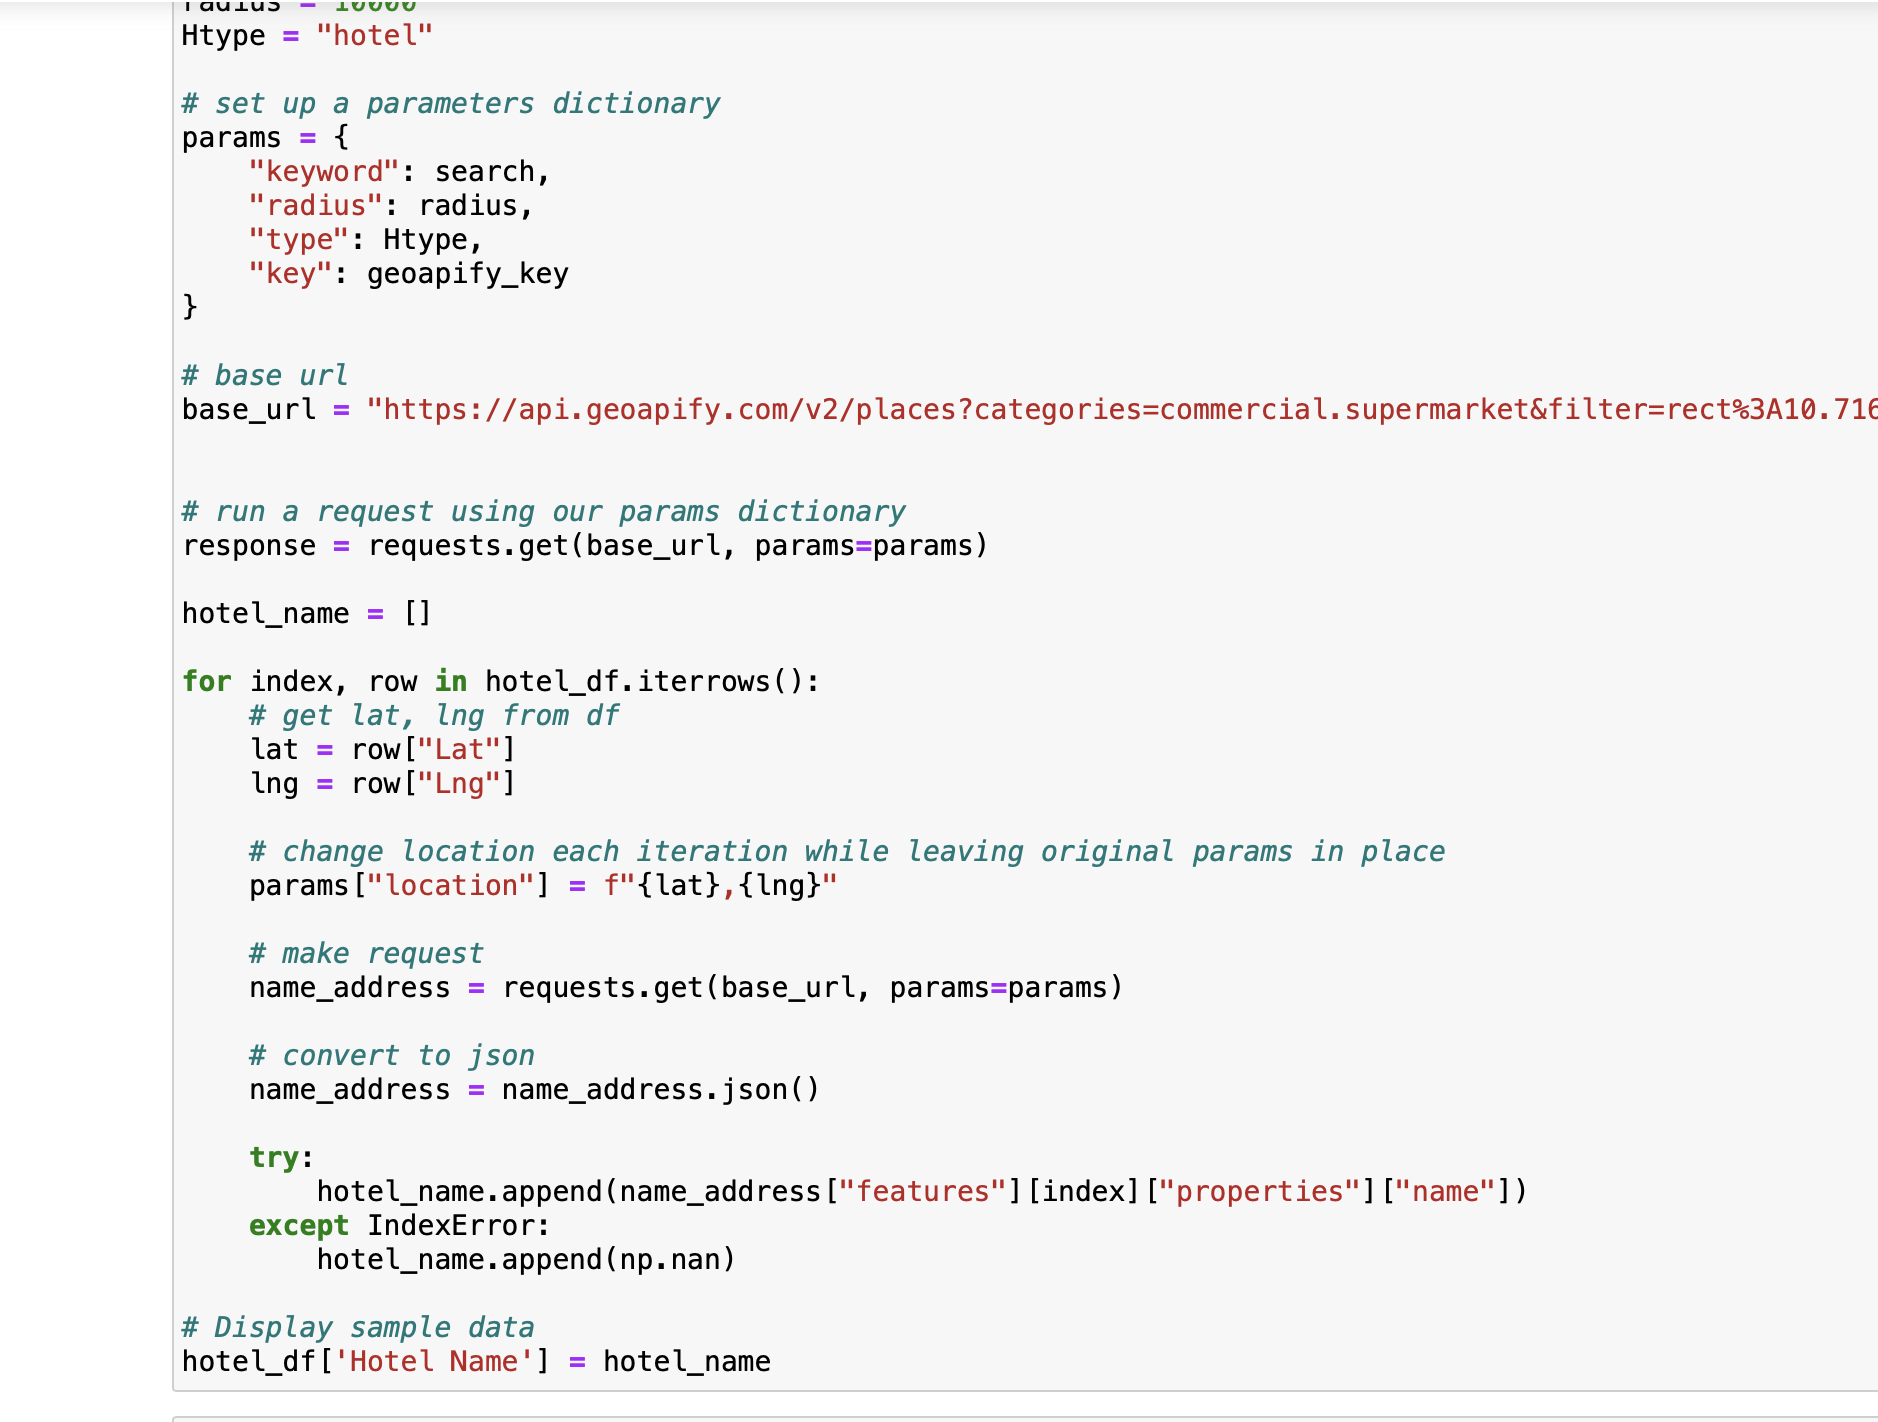 radius = 10000
Htype = "hotel"
# set up a parameters dictionary
params = {
"keyword": search,
"radius": radius,
"type": Htype,
"key": geoapify_key
}
# base url
base_url = "https://api.geoapify.com/v2/places?categories=commercial.supermarket&filter=rect%3A10.716
# run a request using our params dictionary
response = requests.get(base_url, params=params)
hotel_name = []
for index, row in hotel_df.iterrows():
# get lat, lng from df
lat = row["Lat"]
lng = row["Lng"]
# change location each iteration while leaving original params in place
params["location"] = f"{lat},{lng}"
# make request
name_address = requests.get(base_url, params=params)
# convert to json
name_address = name_address.json()
try:
hotel_name.append(name_address["features"][index]["properties"]["name"])
except IndexError:
hotel_name.append(np.nan)
# Display sample data
hotel_df['Hotel Name'] = hotel_name